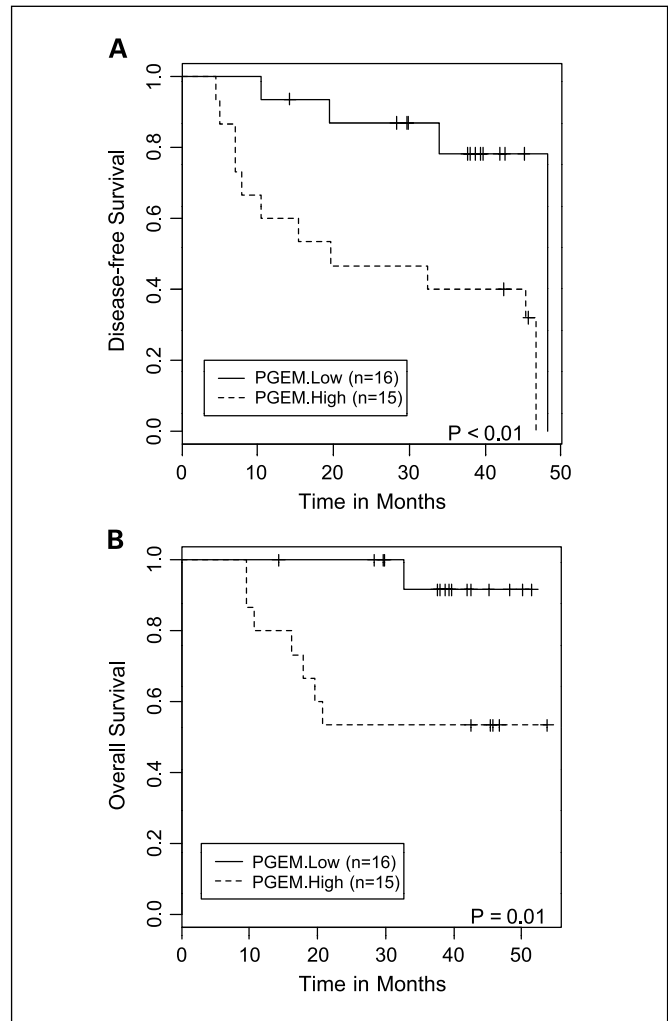 A
Disease-free Survival
1.0
0.8
0.6
0.4
0.2
0.0
PGEM.Low (n=16)
PGEM.High (n=15)
P < 0.01
0 10 20 30 40 50
Time in Months
B
Overall Survival
1.0
0.8
0.6
0.4
0.2
0.0
PGEM.Low (n=16)
PGEM.High (n=15)
P = 0.01
0 10 20 30 40 50
Time in Months